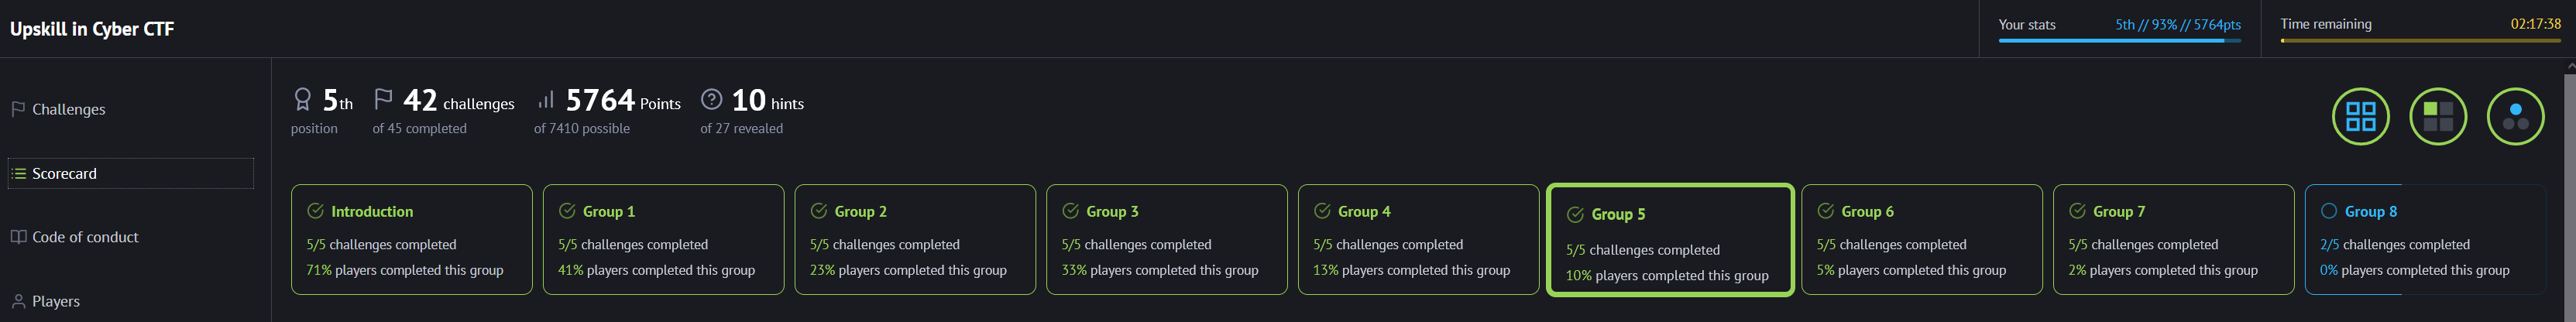 Upskill in Cyber CTF
Your stats 5th // 93% // 5764pts
Time remaining 02:17:38
Challenges
Scorecard
Code of conduct
Players
5th position
42 challenges of 45 completed
5764 Points of 7410 possible
10 hints of 27 revealed
Introduction
5/5 challenges completed
71% players completed this group
Group 1
5/5 challenges completed
41% players completed this group
Group 2
5/5 challenges completed
23% players completed this group
Group 3
5/5 challenges completed
33% players completed this group
Group 4
5/5 challenges completed
13% players completed this group
Group 5
5/5 challenges completed
10% players completed this group
Group 6
5/5 challenges completed
5% players completed this group
Group 7
5/5 challenges completed
2% players completed this group
Group 8
2/5 challenges completed
0% players completed this group